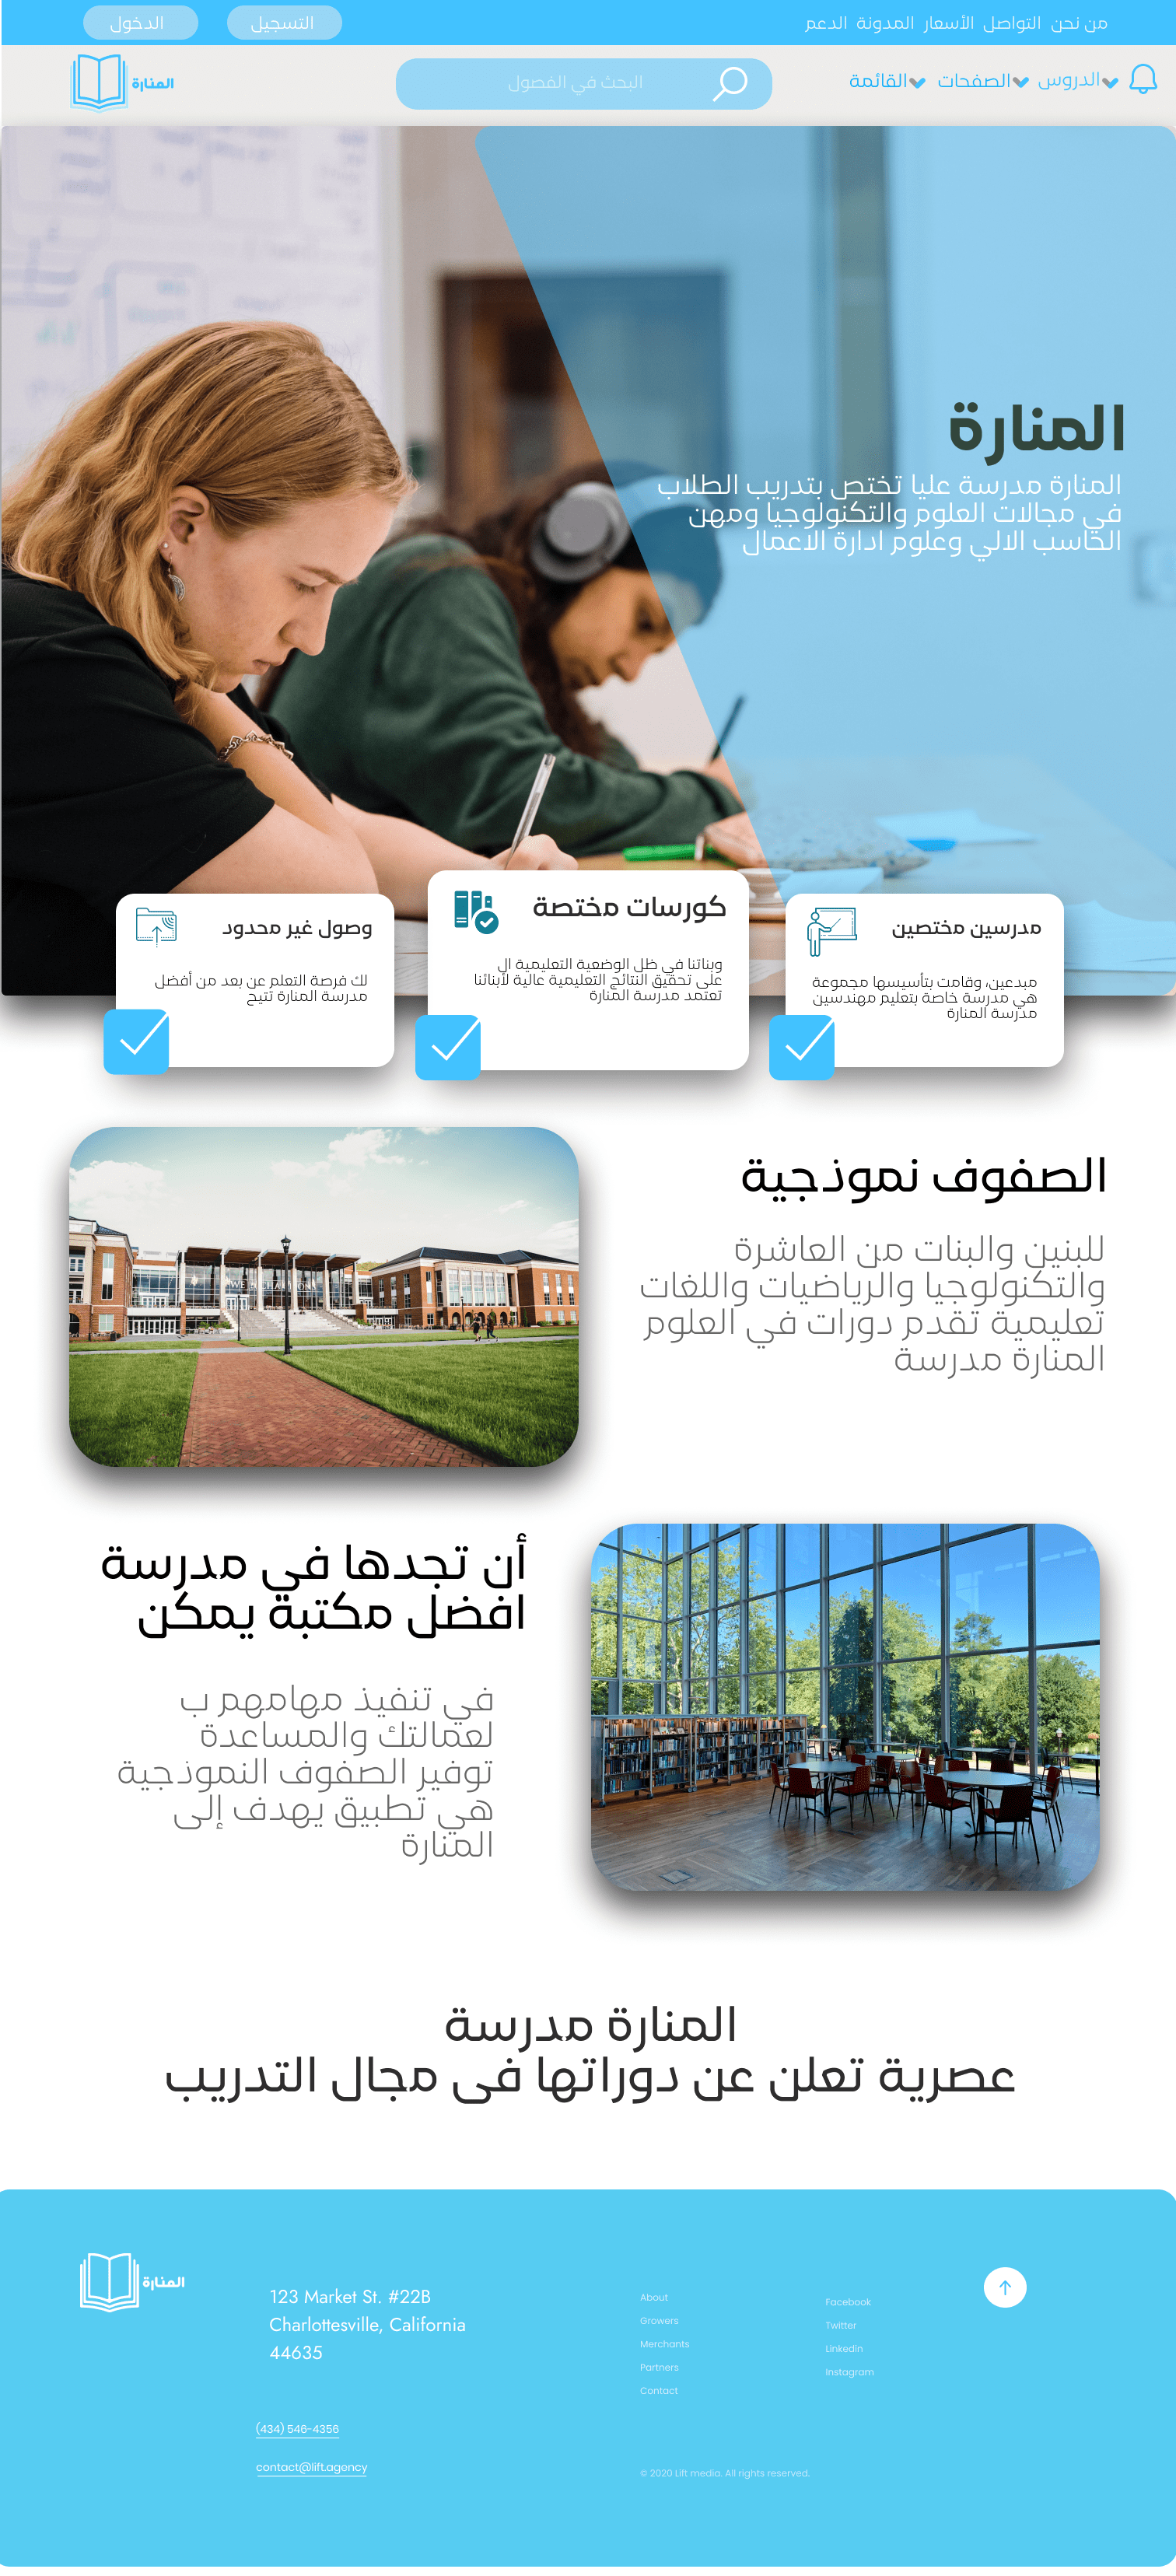 من نحن التواصل الأسعار المدونة الدعم
التسجيل
الدخول
الدروس
الصفحات
القائمة
البحث في الفصول
المنارة
المنارة
المنارة مدرسة عليا تختص بتدريب الطلاب
في مجالات العلوم والتكنولوجيا ومهن
الحاسب الالي وعلوم ادارة الاعمال
مدرسين مختصين
مبدعين، وقامت بتأسيسها مجموعة
هي مدرسة خاصة بتعليم مهندسين
مدرسة المنارة
كورسات مختصة
وبناتنا في ظل الوضعية التعليمية ال
على تحقيق النتائج التعليمية عالية لأبنائنا
تعتمد مدرسة المنارة
وصول غير محدود
لك فرصة التعلم عن بعد من أفضل
مدرسة المنارة تتيح
الصفوف نموذجية
للبنين والبنات من العاشرة
والتكنولوجيا والرياضيات واللغات
تعليمية تقدم دورات في العلوم
المنارة مدرسة
أن تجدها في مدرسة
افضل مكتبة يمكن
في تنفيذ مهامهم ب
لعمالتك والمساعدة
توفير الصفوف النموذجية
هي تطبيق يهدف إلى
المنارة
المنارة مدرسة
عصرية تعلن عن دوراتها فى مجال التدريب
المنارة
123 Market St. #22B
Charlottesville, California
44635
(434) 546-4356
contact@lift.agency
About
Growers
Merchants
Partners
Contact
Facebook
Twitter
Linkedin
Instagram
© 2020 Lift media. All rights reserved.